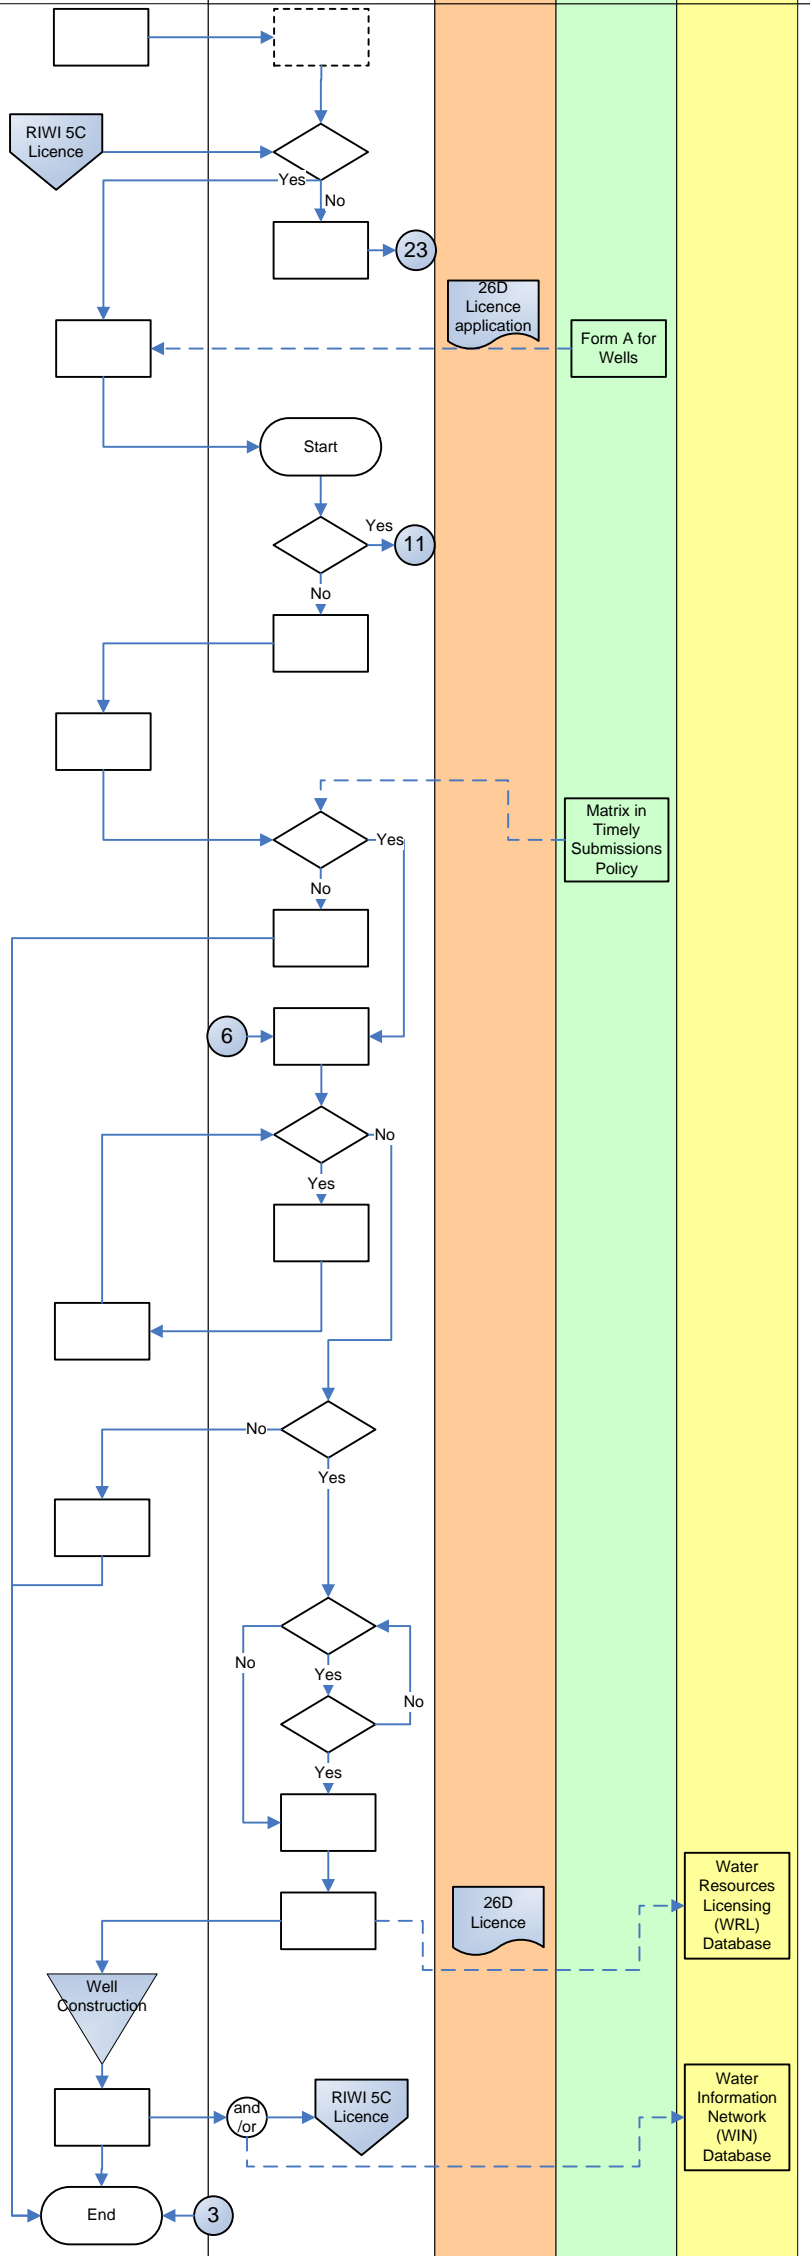 RIWI 5C
Licence
Yes
No
23
26D
Licence
application
Form A for
Wells
Start
Yes
11
No
Matrix in
Timely
Submissions
Policy
Yes
No
6
No
Yes
No
Yes
No
Yes
No
Yes
Water
Resources
Licensing
(WRL)
Database
26D
Licence
Well
Construction
and
/or
RIWI 5C
Licence
Water
Information
Network
(WIN)
Database
End
3